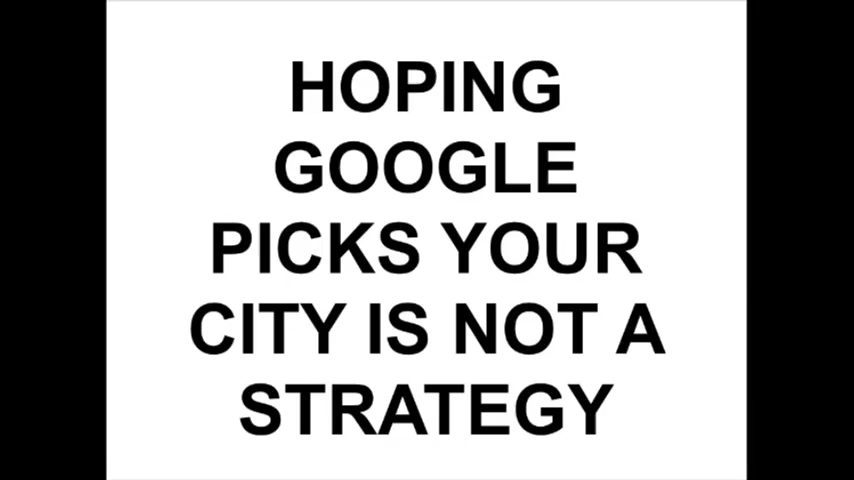 HOPING
GOOGLE
PICKS YOUR
CITY IS NOT A
STRATEGY